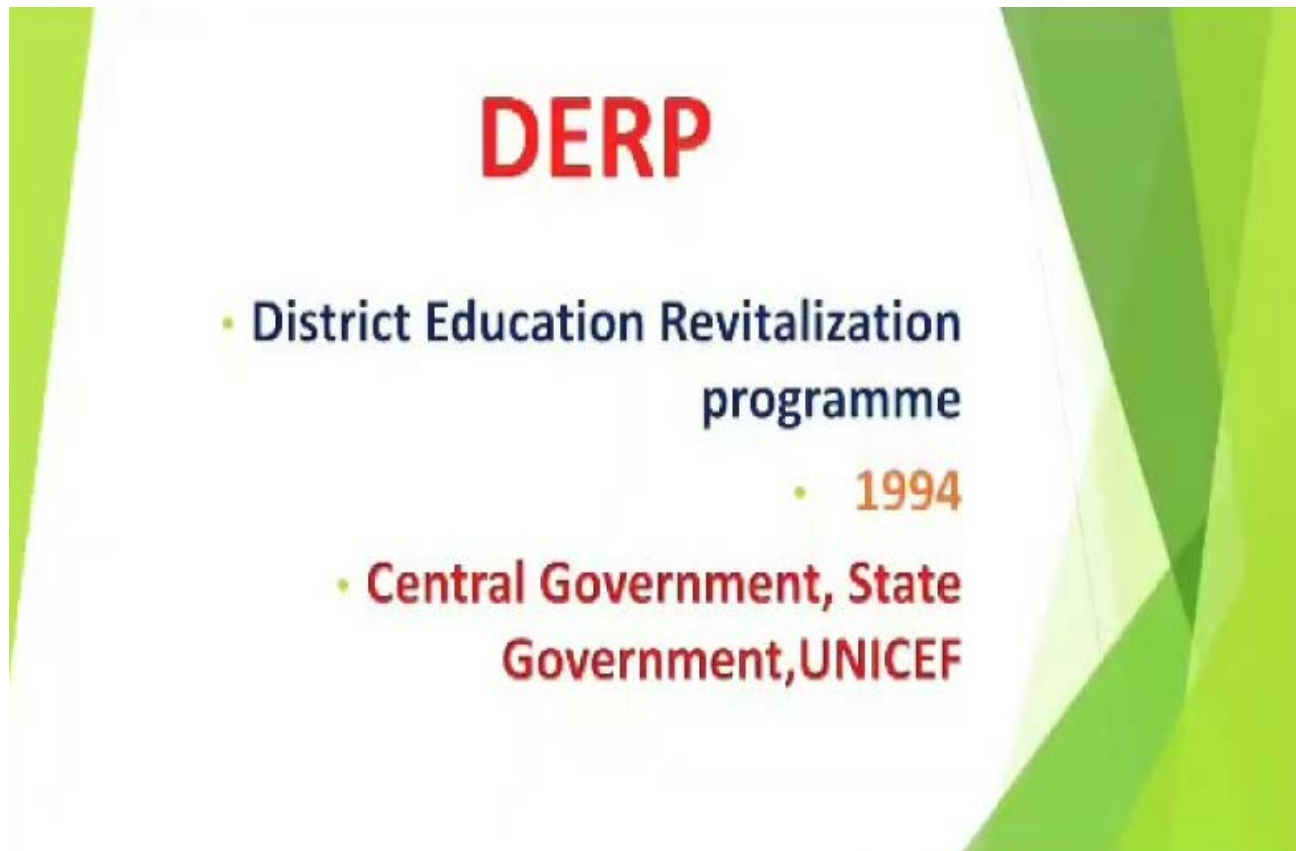 DERP
• District Education Revitalization
programme
• 1994
• Central Government, State
Government,UNICEF